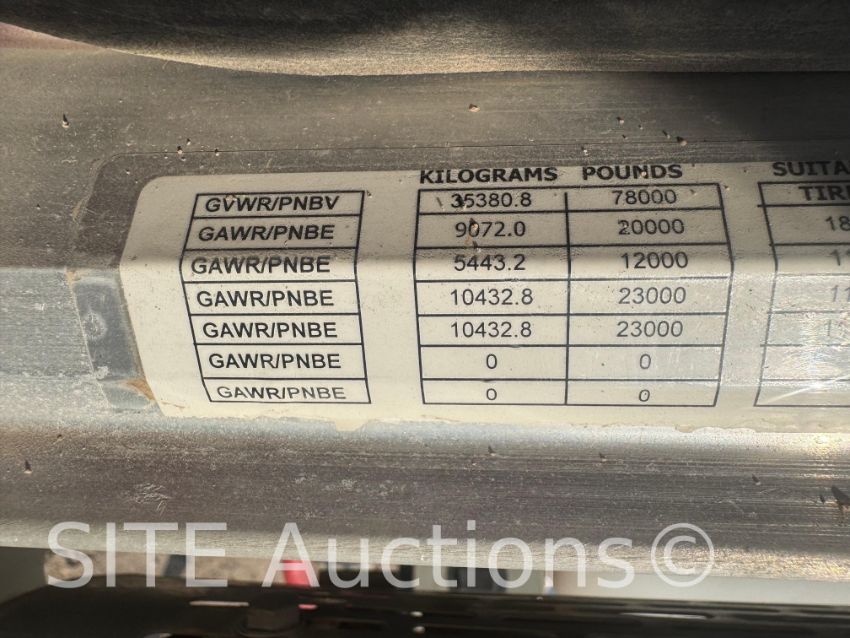 KILOGRAMS POUNDS
GVWR/PNBV 35380.8 78000
GAWR/PNBE 9072.0 20000
GAWR/PNBE 5443.2 12000
GAWR/PNBE 10432.8 23000
GAWR/PNBE 10432.8 23000
GAWR/PNBE 0 0
GAWR/PNBE 0 0
SITE Auctions©